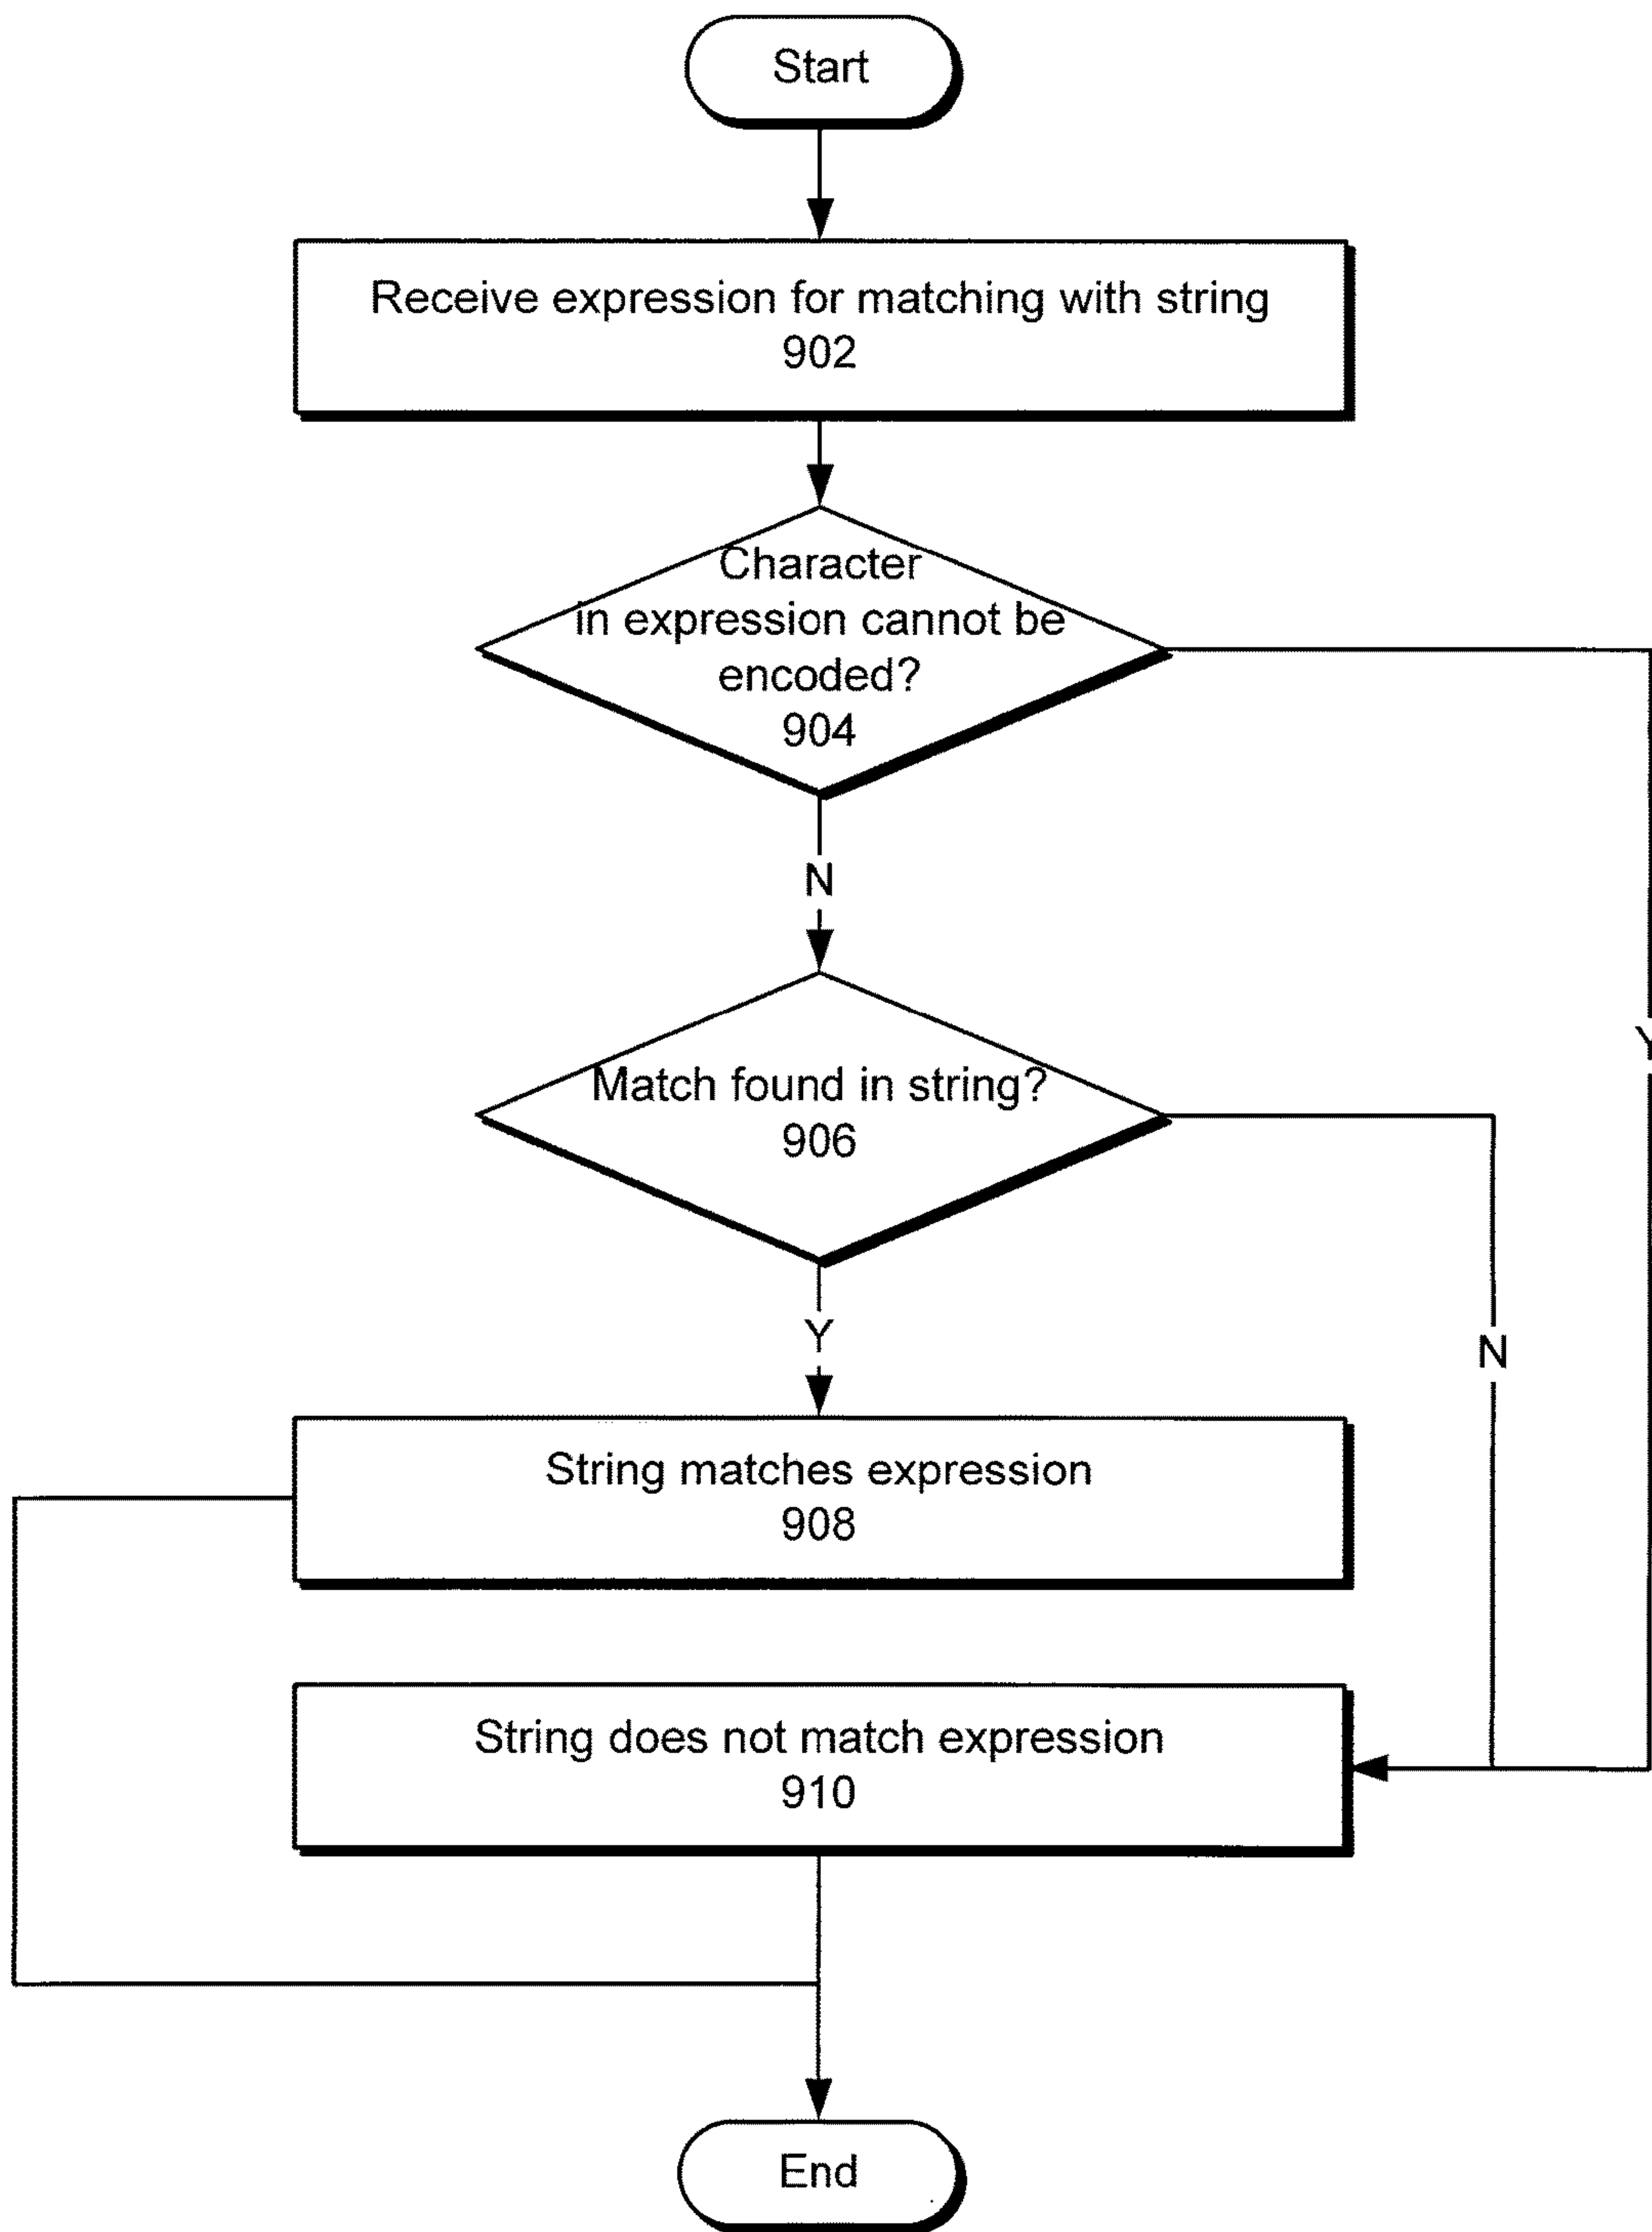 Start
Receive expression for matching with string
902
Character
in expression cannot be
encoded?
904
N
Y
Match found in string?
906
Y
N
String matches expression
908
String does not match expression
910
End